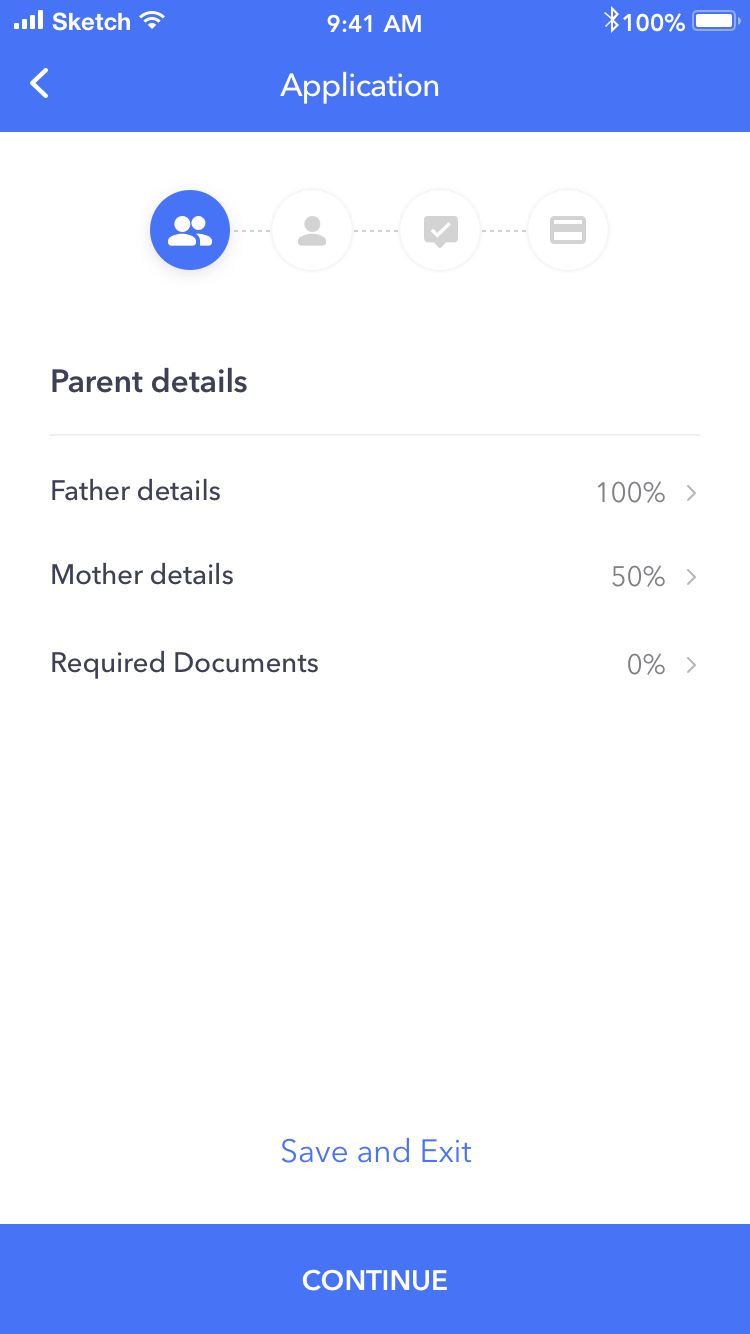 Sketch 9:41 AM 100%
Application
Parent details
Father details 100%
Mother details 50%
Required Documents 0%
Save and Exit
CONTINUE